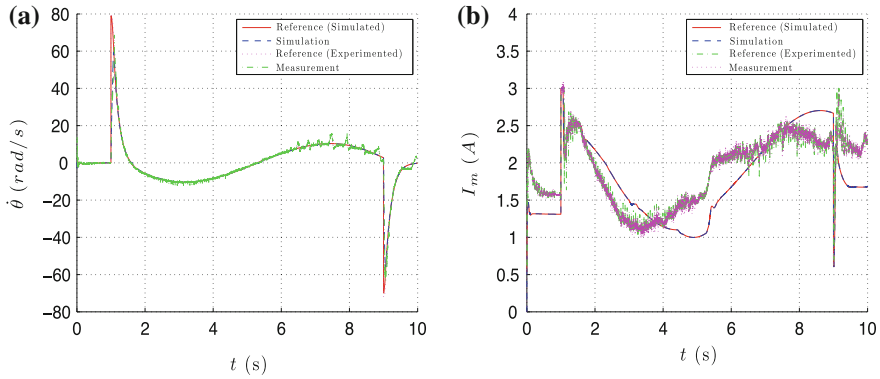 (a)
80
60
40
20
0
−20
−40
−60
−80
0
2
4
6
8
10
θ̇ (rad/s)
t (s)
Reference (Simulated)
Simulation
Reference (Experimented)
Measurement
(b)
4
3.5
3
2.5
2
1.5
1
0.5
0
0
2
4
6
8
10
I_m (A)
t (s)
Reference (Simulated)
Simulation
Reference (Experimented)
Measurement